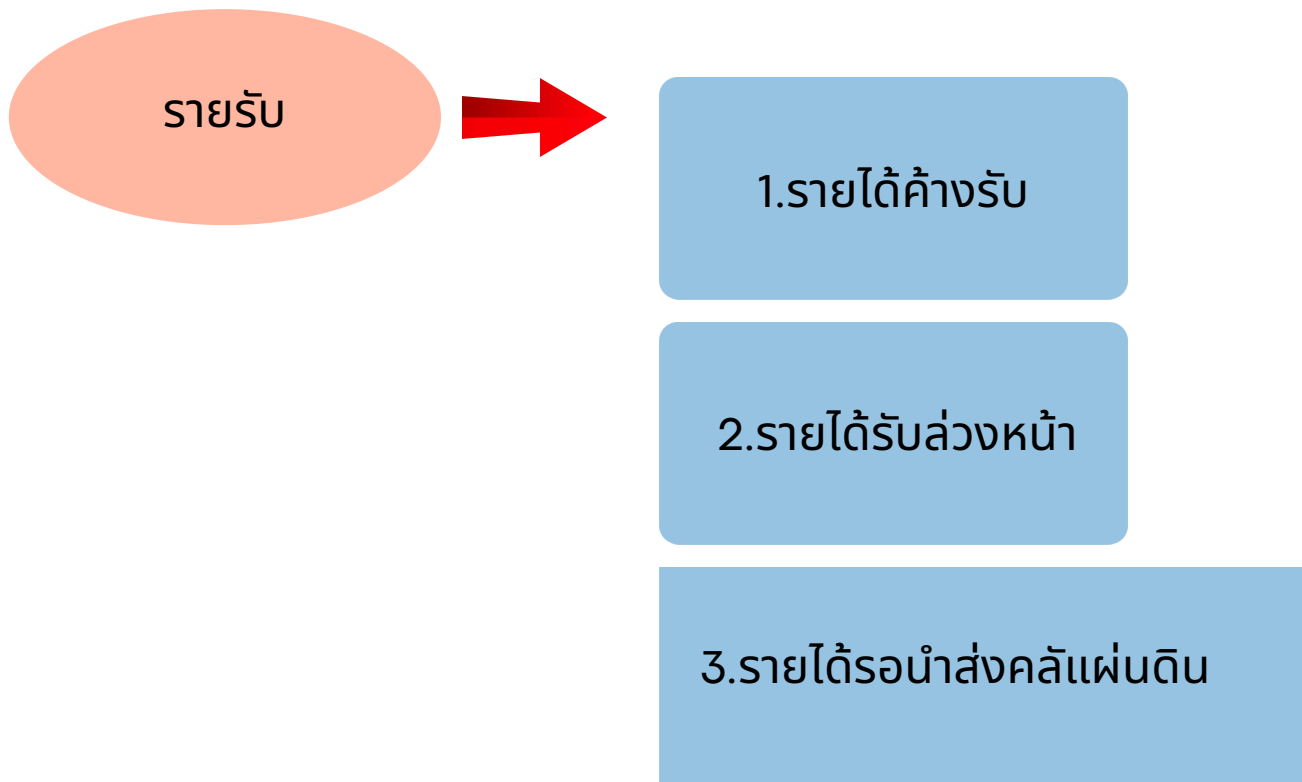 รายรับ
1.รายได้ค้างรับ
2.รายได้รับล่วงหน้า
3.รายได้รอนำส่งคลัแผ่นดิน